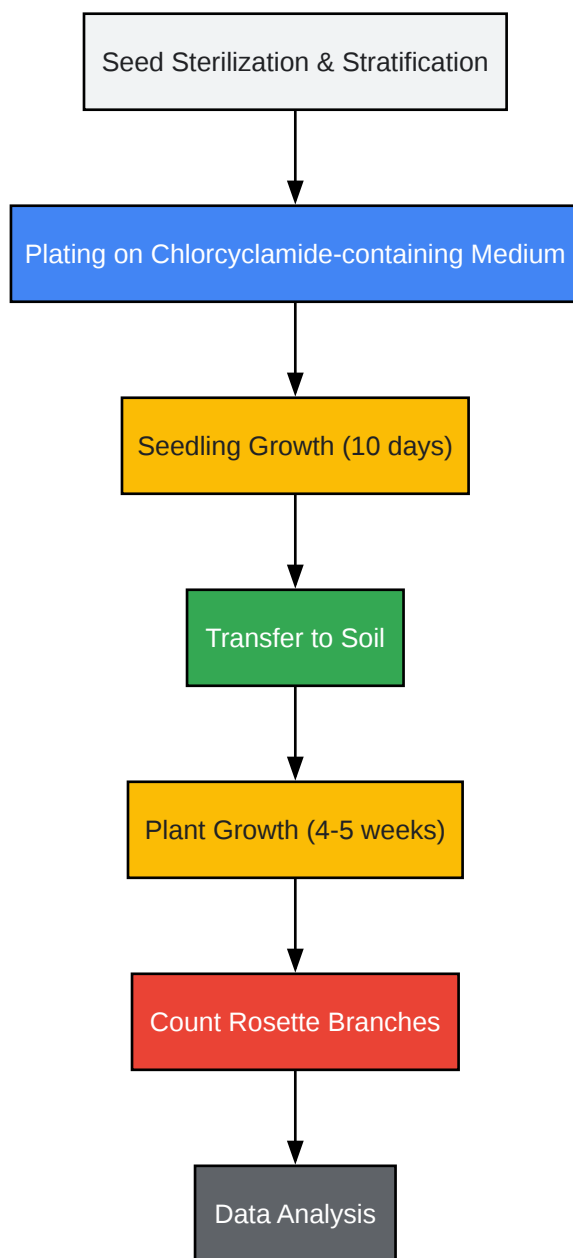 Seed Sterilization & Stratification
Plating on Chlorcyclamide-containing Medium
Seedling Growth (10 days)
Transfer to Soil
Plant Growth (4-5 weeks)
Count Rosette Branches
Data Analysis